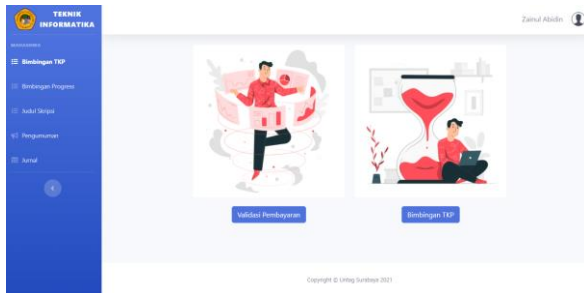 TEKNIK
INFORMATIKA
Zainul Abidin
Bimbingan TKP
Bimbingan Progress
Judul Skripsi
Pengumuman
Jurnal
Validasi Pembayaran
Bimbingan TKP
Copyright © Untag Surabaya 2021